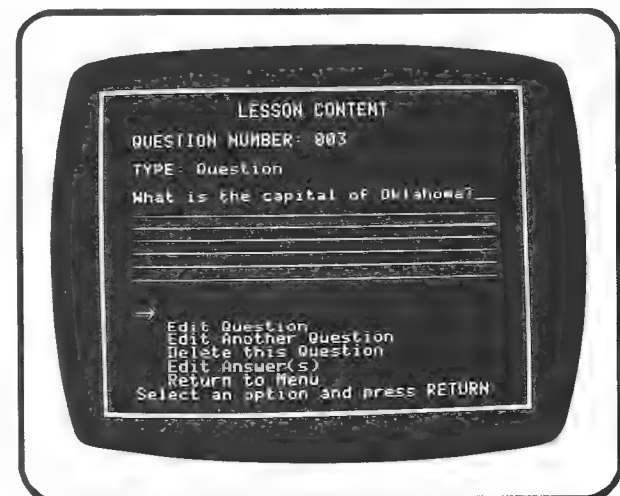 LESSON CONTENT
QUESTION NUMBER: 003
TYPE: Question
What is the capital of Oklahoma?
Edit Question
Edit Another Question
Delete this Question
Edit Answer(s)
Return to Menu
Select an option and press RETURN